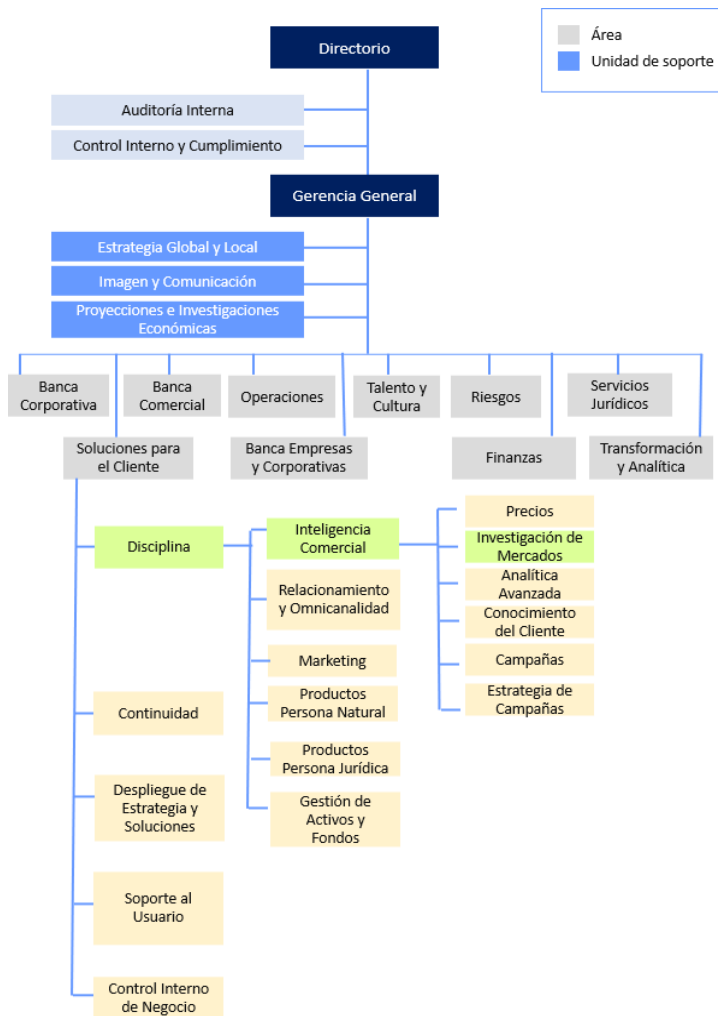 Directorio
Área
Unidad de soporte
Auditoría Interna
Control Interno y Cumplimiento
Gerencia General
Estrategia Global y Local
Imagen y Comunicación
Proyecciones e Investigaciones
Económicas
Banca
Corporativa
Banca
Comercial
Operaciones
Talento y
Cultura
Riesgos
Servicios
Jurídicos
Soluciones para
el Cliente
Banca Empresas
y Corporativas
Finanzas
Transformación
y Analítica
Disciplina
Continuidad
Despliegue de
Estrategia y
Soluciones
Soporte al
Usuario
Control Interno
de Negocio
Inteligencia
Comercial
Relacionamiento
y Omnicanalidad
Marketing
Productos
Persona Natural
Productos
Persona Jurídica
Gestión de
Activos y
Fondos
Precios
Investigación de
Mercados
Analítica
Avanzada
Conocimiento
del Cliente
Campañas
Estrategia de
Campañas